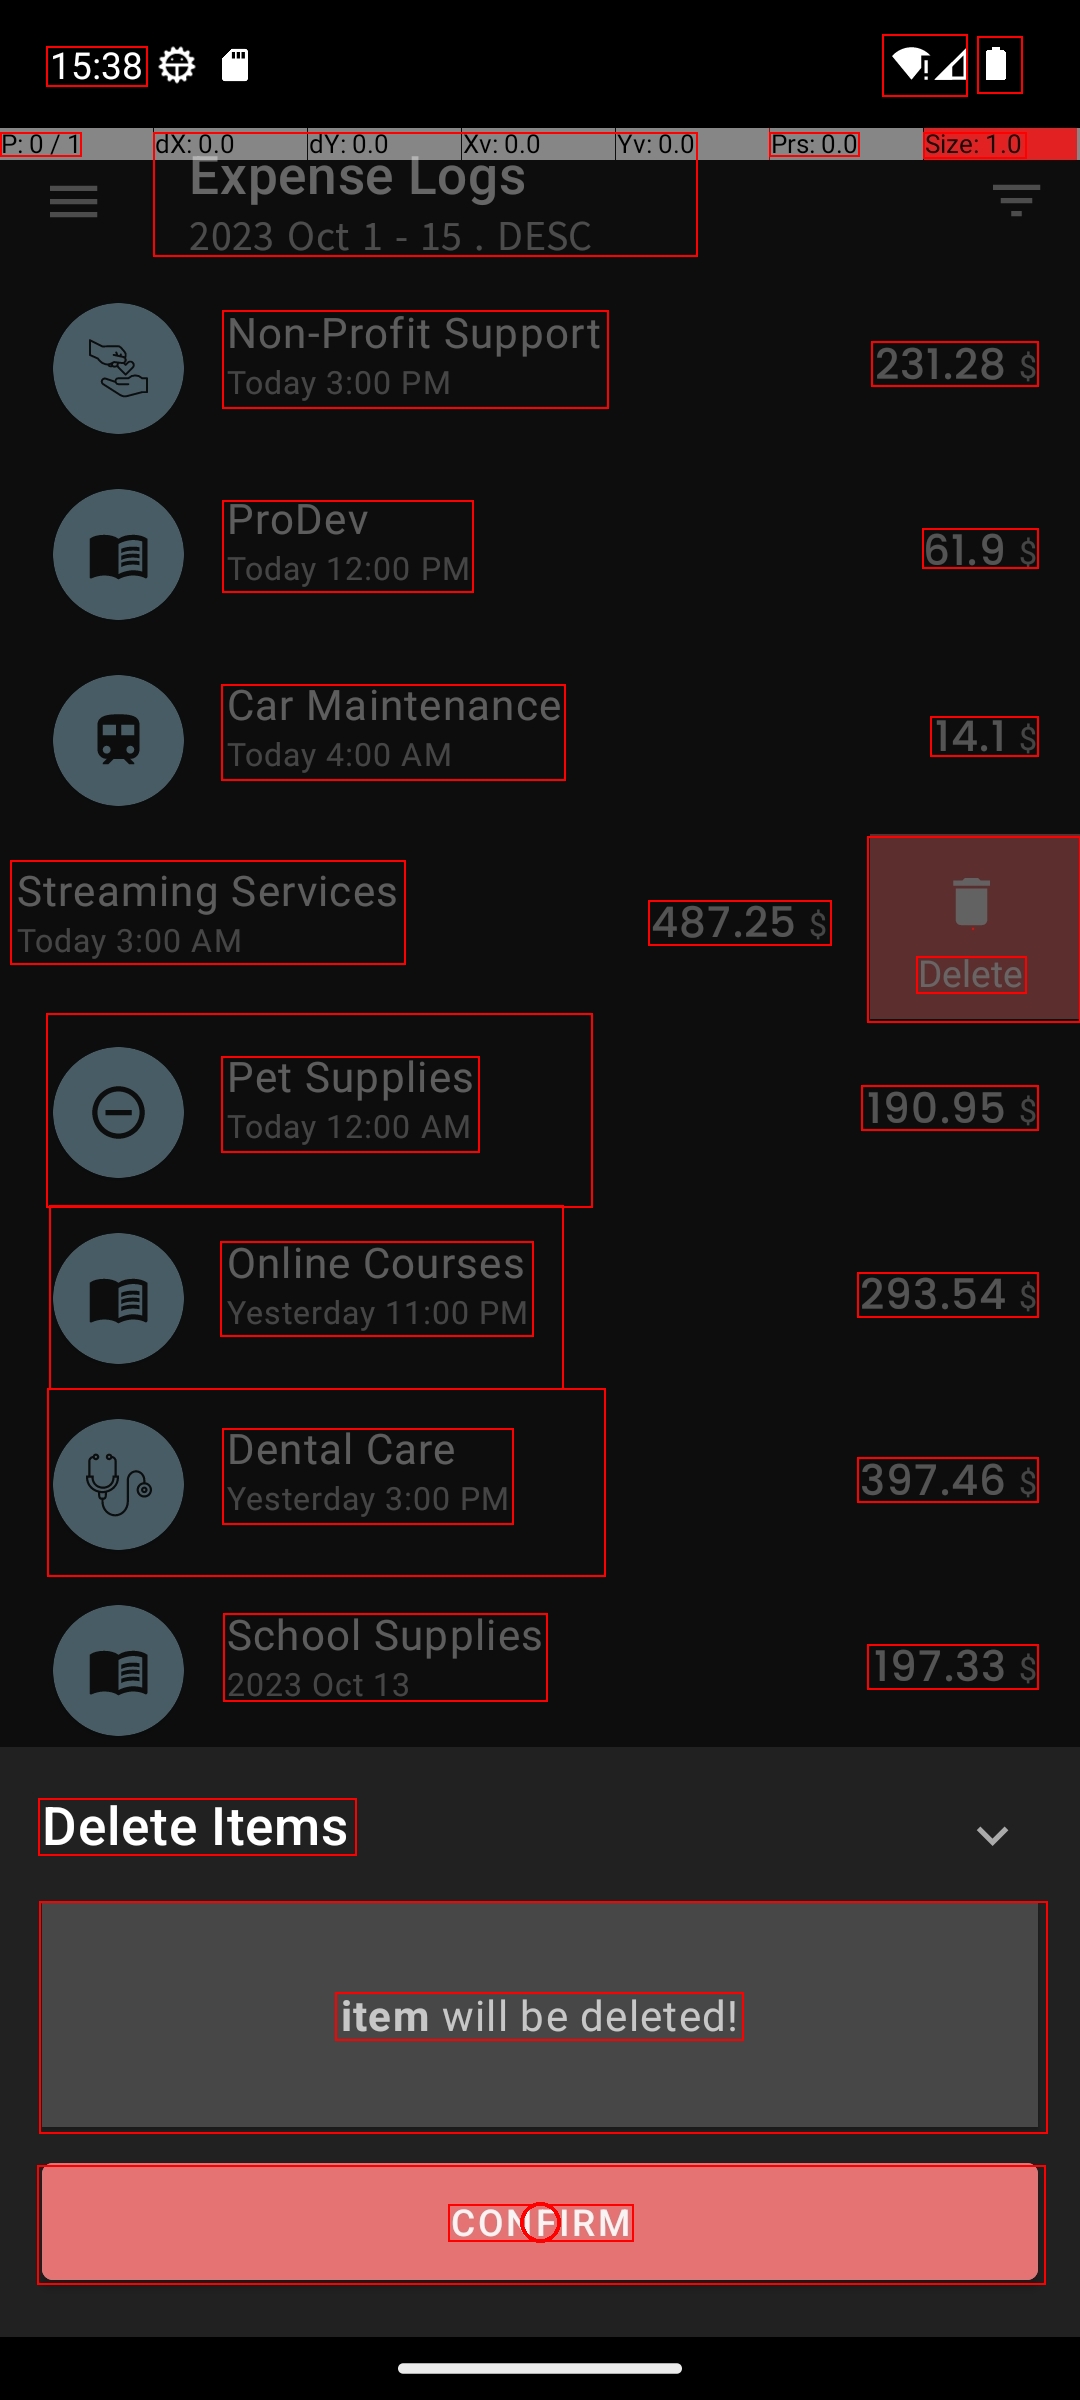 15:38
P: 0 / 1 dX: 0.0 dY: 0.0 Xv: 0.0 Yv: 0.0 Prs: 0.0 Size: 1.0
Expense Logs
2023 Oct 1 - 15 . DESC
Non-Profit Support
Today 3:00 PM
231.28 $
ProDev
Today 12:00 PM
61.9 $
Car Maintenance
Today 4:00 AM
14.1 $
Streaming Services
Today 3:00 AM
487.25 $
Delete
Pet Supplies
Today 12:00 AM
190.95 $
Online Courses
Yesterday 11:00 PM
293.54 $
Dental Care
Yesterday 3:00 PM
397.46 $
School Supplies
2023 Oct 13
197.33 $
Delete Items
item will be deleted!
CONFIRM